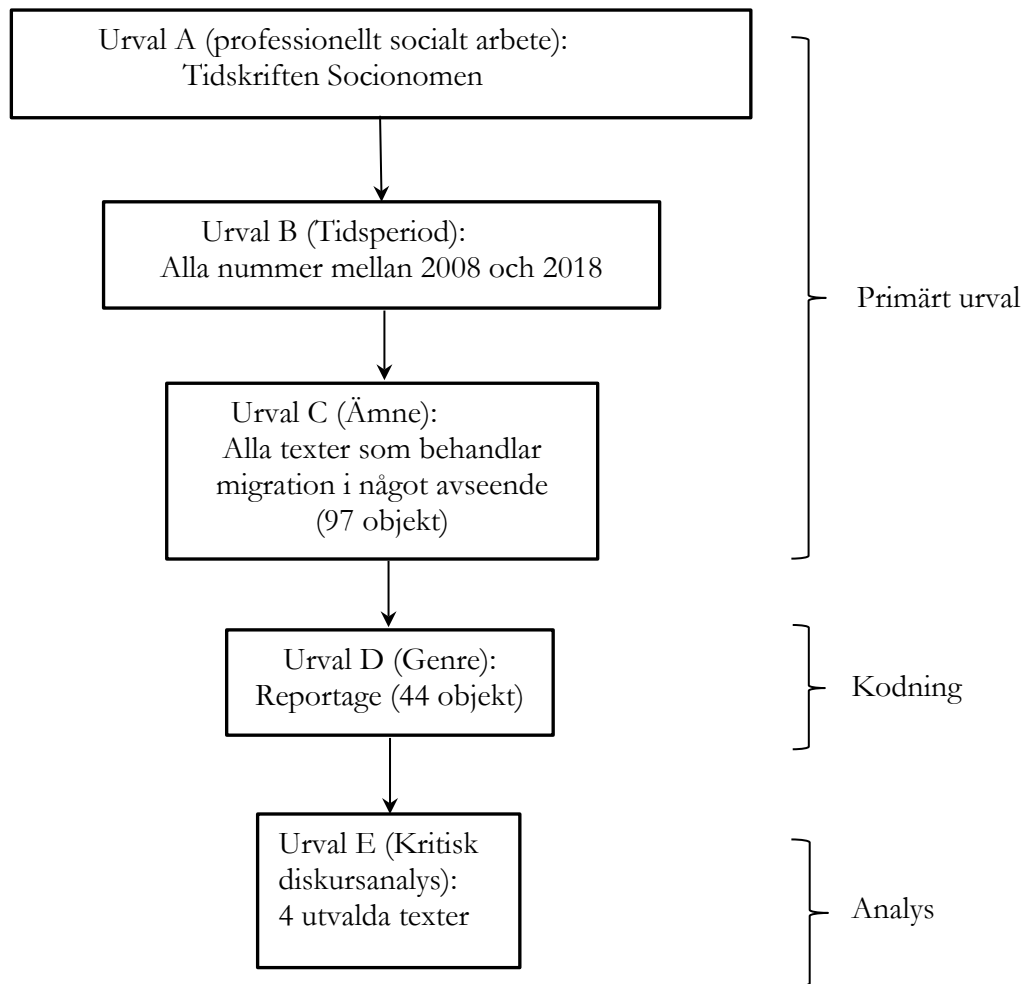 Urval A (professionellt socialt arbete):
Tidskriften Socionomen
Urval B (Tidsperiod):
Alla nummer mellan 2008 och 2018
Primärt urval
Urval C (Ämne):
Alla texter som behandlar
migration i något avseende
(97 objekt)
Urval D (Genre):
Reportage (44 objekt)
Kodning
Urval E (Kritisk
diskursanalys):
4 utvalda texter
Analys